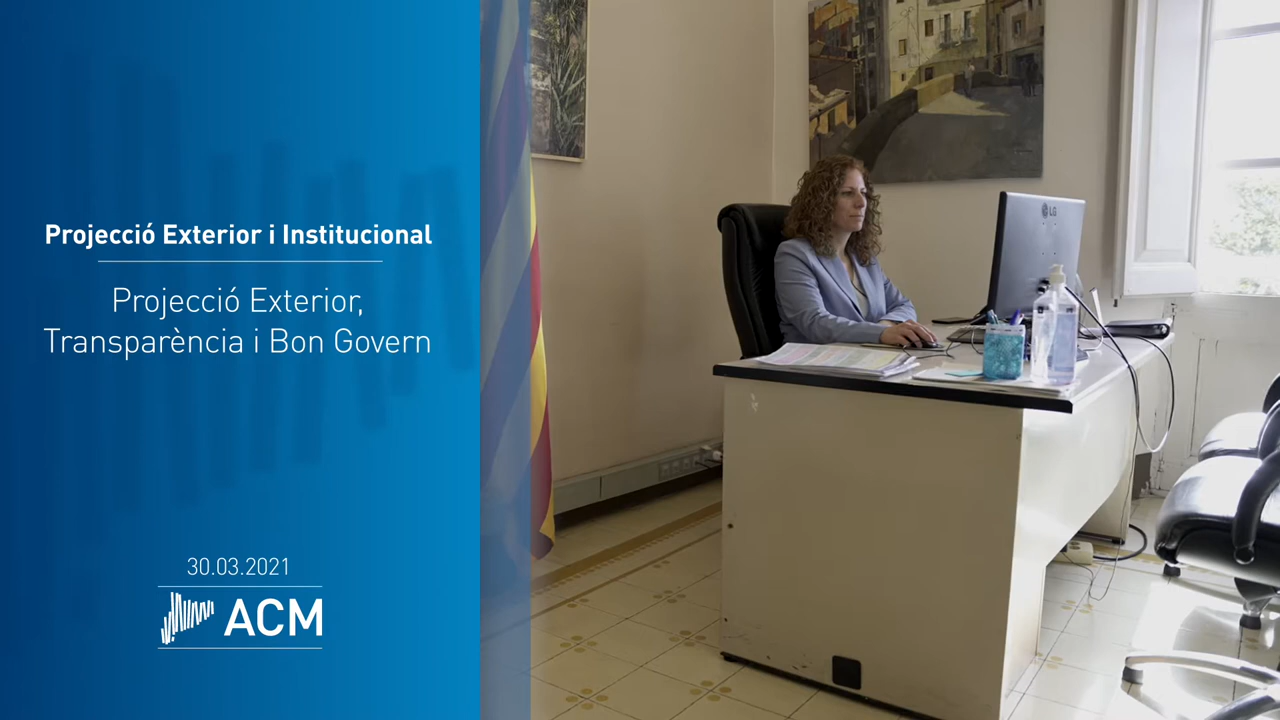 Projecció Exterior i Institucional
Projecció Exterior,
Transparència i Bon Govern
30.03.2021
ACM
LG